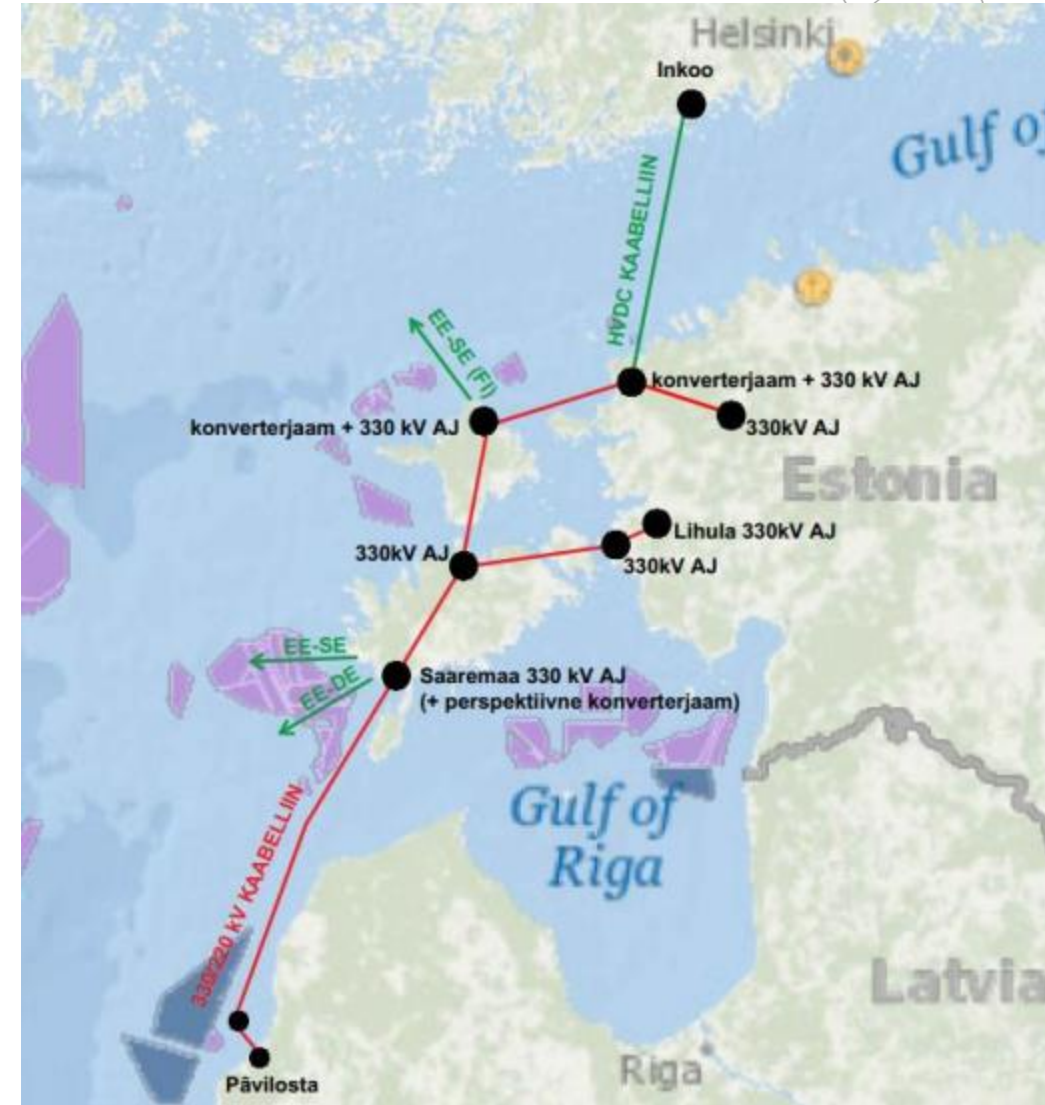 Helsinki
Inkoo
Gulf of
HVDC KAABELLIIN
EE-SE (FI)
konverterjaam + 330 kV AJ
konverterjaam + 330 kV AJ
330kV AJ
Estonia
Lihula 330kV AJ
330kV AJ
330kV AJ
EE-SE
EE-DE
Saaremaa 330 kV AJ
(+ perspektiivne konverterjaam)
Gulf of
Riga
330/220 kV KAABELLIIN
Latvia
Riga
Pāvilosta